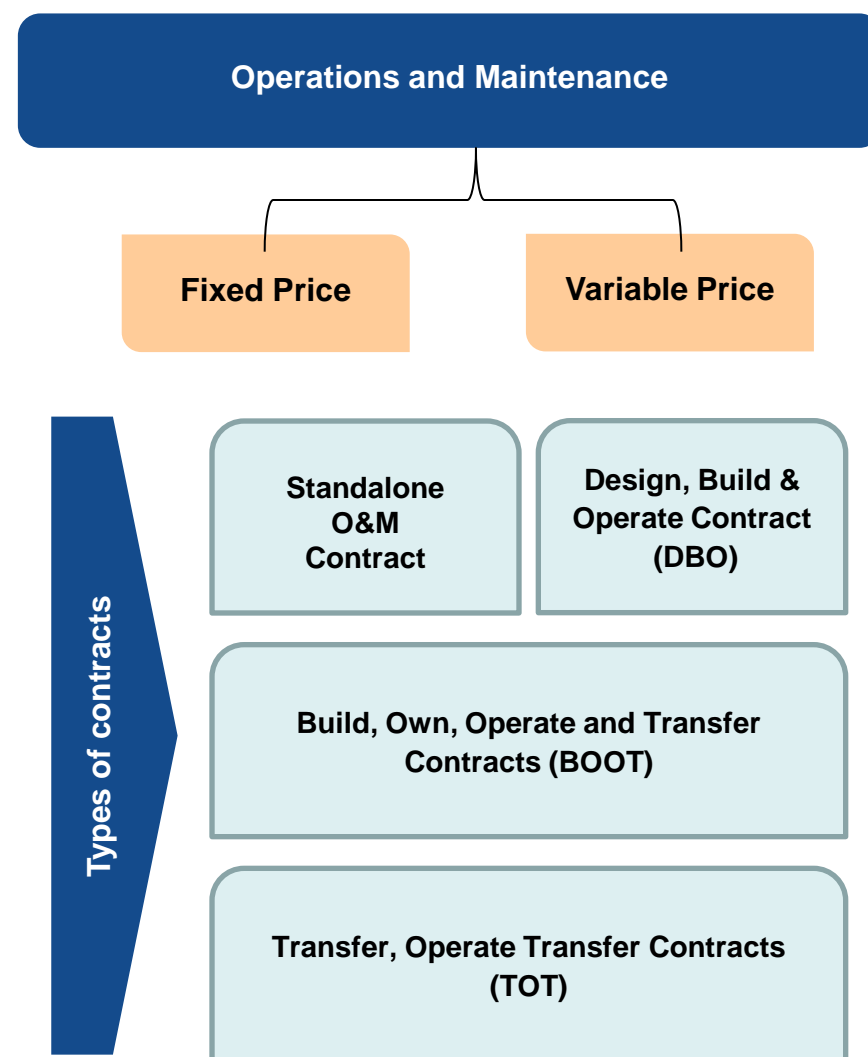 Operations and Maintenance
Fixed Price
Variable Price
Types of contracts
Standalone
O&M
Contract
Design, Build &
Operate Contract
(DBO)
Build, Own, Operate and Transfer
Contracts (BOOT)
Transfer, Operate Transfer Contracts
(TOT)